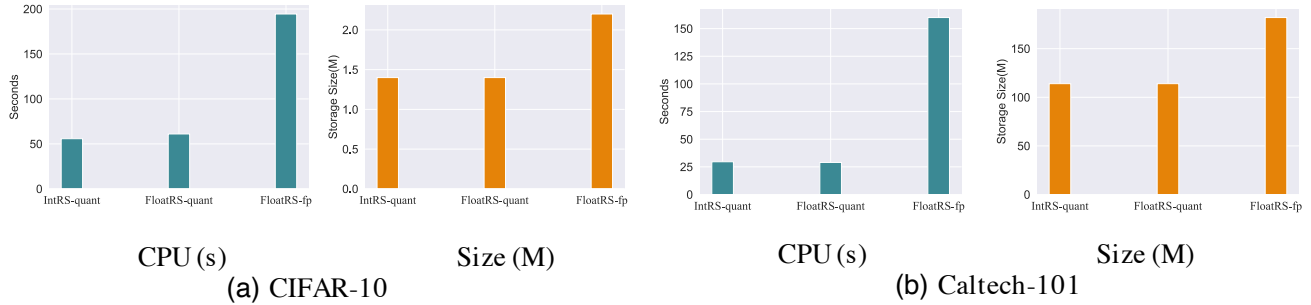 Seconds
200
150
100
50
0
IntRS-quant FloatRS-quant FloatRS-fp
CPU (s)
Storage Size(M)
2.0
1.5
1.0
0.5
0.0
IntRS-quant FloatRS-quant FloatRS-fp
Size (M)
(a) CIFAR-10
Seconds
150
125
100
75
50
25
0
IntRS-quant FloatRS-quant FloatRS-fp
CPU (s)
Storage Size(M)
150
100
50
0
IntRS-quant FloatRS-quant FloatRS-fp
Size (M)
(b) Caltech-101